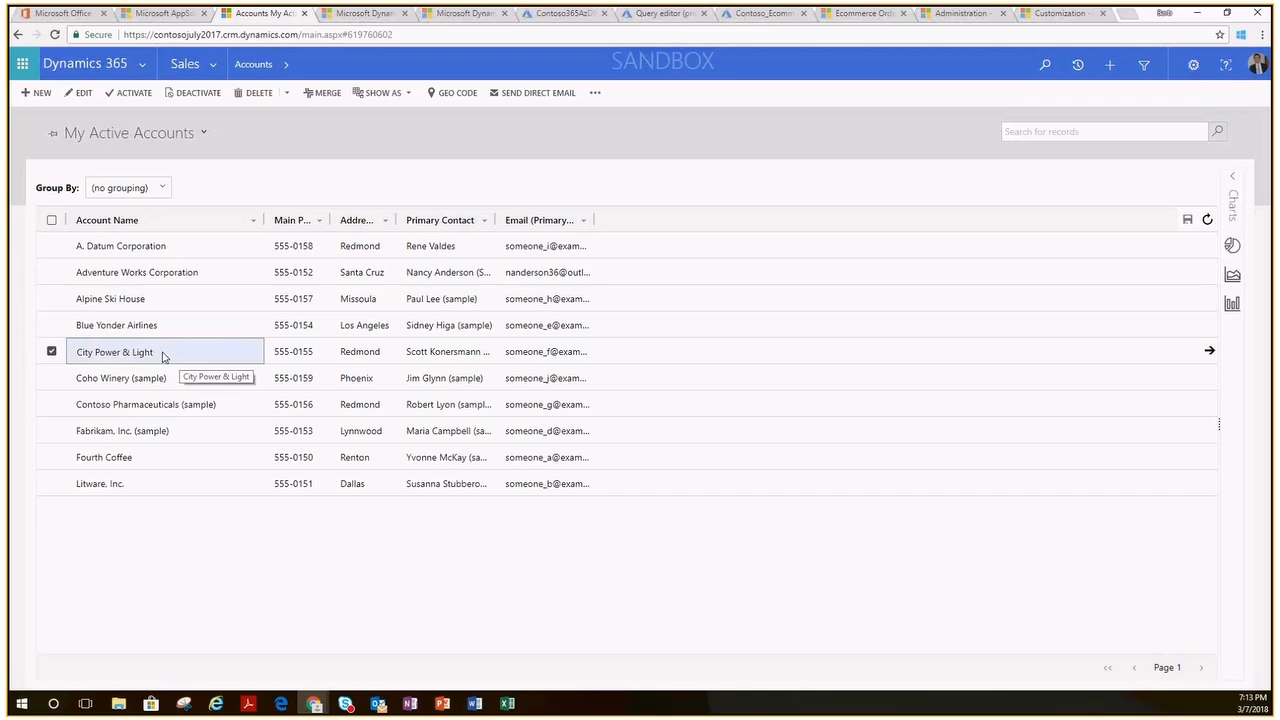 Microsoft Office
Microsoft AppSo
Accounts My Acti
Microsoft Dynam
Microsoft Dynam
Contoso365AzDB
Query editor (pre
Contoso_Ecomm
Ecommerce Ord
Administration -
Customization - S
Barb
Secure https://contosojuly2017.crm.dynamics.com/main.aspx#619760602
Dynamics 365 Sales Accounts SANDBOX
NEW EDIT ACTIVATE DEACTIVATE DELETE MERGE SHOW AS GEO CODE SEND DIRECT EMAIL
My Active Accounts
Search for records
Group By: (no grouping)
Charts
Account Name Main P... Addre... Primary Contact Email (Primary...
A. Datum Corporation 555-0158 Redmond Rene Valdes someone_i@exam...
Adventure Works Corporation 555-0152 Santa Cruz Nancy Anderson (S... nanderson36@outl...
Alpine Ski House 555-0157 Missoula Paul Lee (sample) someone_h@exam...
Blue Yonder Airlines 555-0154 Los Angeles Sidney Higa (sample) someone_e@exam...
City Power & Light 555-0155 Redmond Scott Konersmann ... someone_f@exam...
City Power & Light
Coho Winery (sample) 555-0159 Phoenix Jim Glynn (sample) someone_j@exam...
Contoso Pharmaceuticals (sample) 555-0156 Redmond Robert Lyon (sampl... someone_g@exam...
Fabrikam, Inc. (sample) 555-0153 Lynnwood Maria Campbell (sa... someone_d@exam...
Fourth Coffee 555-0150 Renton Yvonne McKay (sa... someone_a@exam...
Litware, Inc. 555-0151 Dallas Susanna Stubbero... someone_b@exam...
Page 1
7:13 PM
3/7/2018